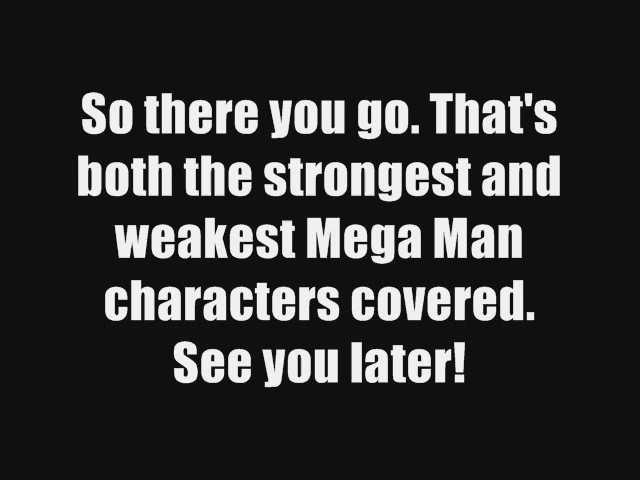 So there you go. That's
both the strongest and
weakest Mega Man
characters covered.
See you later!